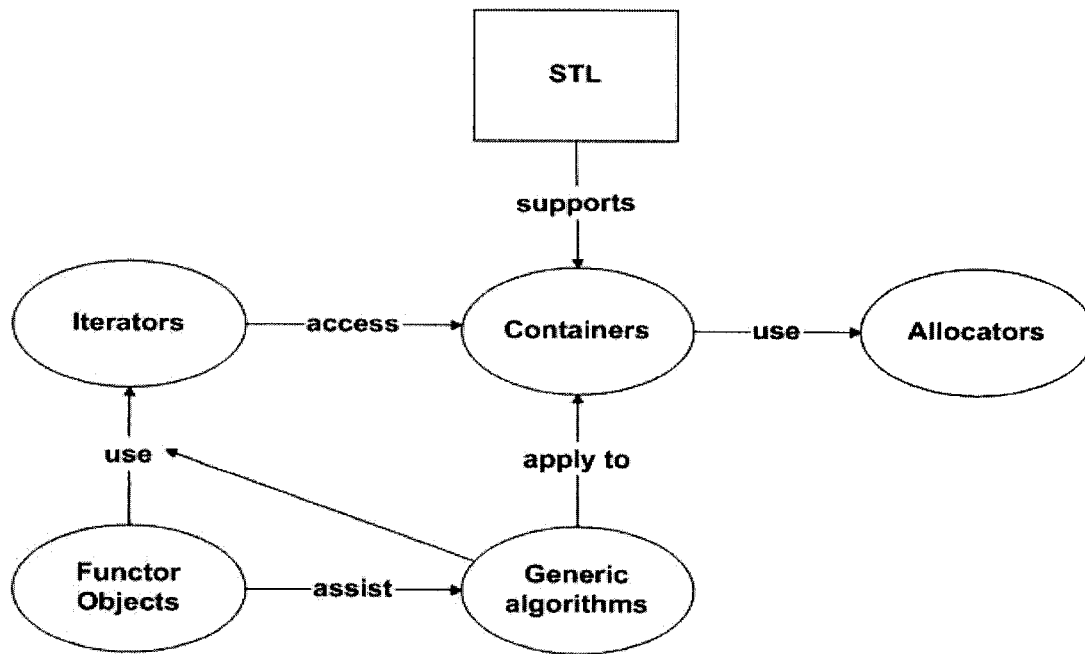 STL
supports
Iterators
access
Containers
use
Allocators
use
apply to
Functor
Objects
assist
Generic
algorithms